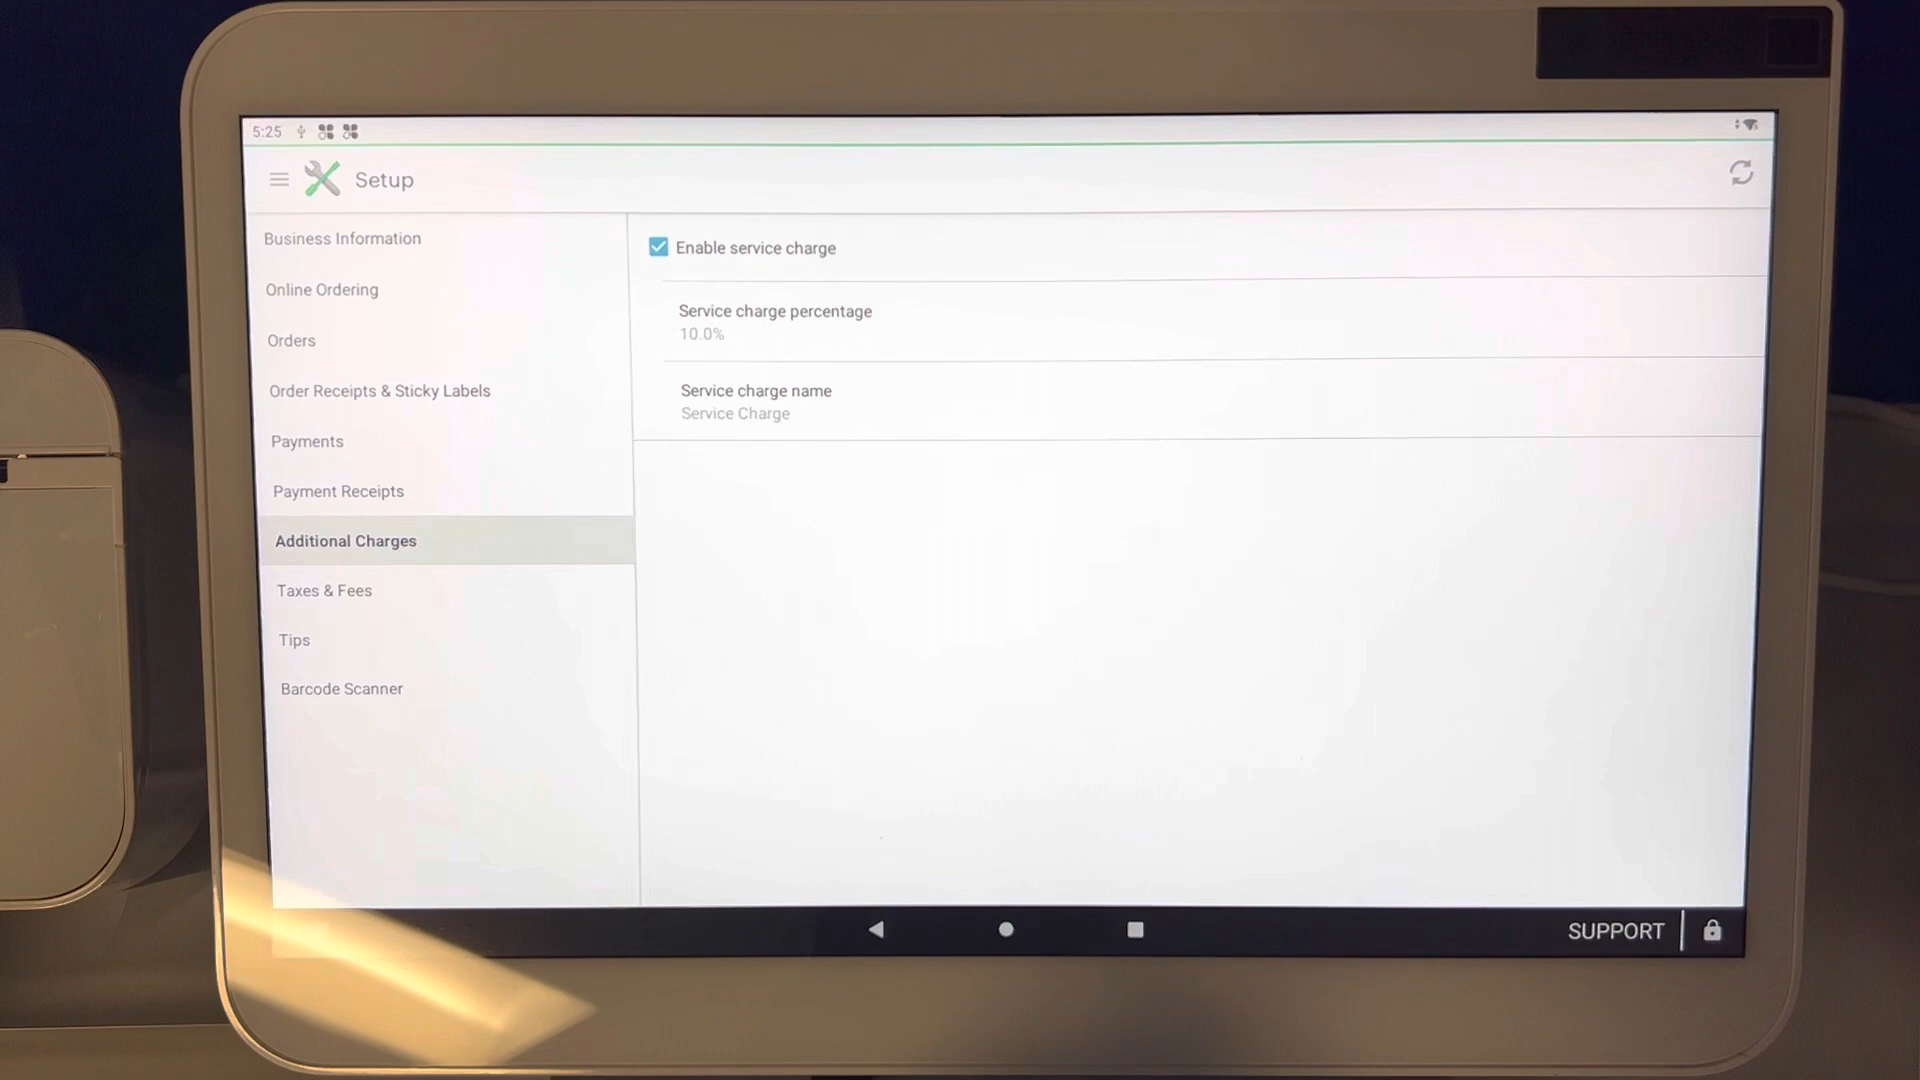 5:25
Setup
Business Information
Online Ordering
Orders
Order Receipts & Sticky Labels
Payments
Payment Receipts
Additional Charges
Taxes & Fees
Tips
Barcode Scanner
Enable service charge
Service charge percentage
10.0%
Service charge name
Service Charge
SUPPORT